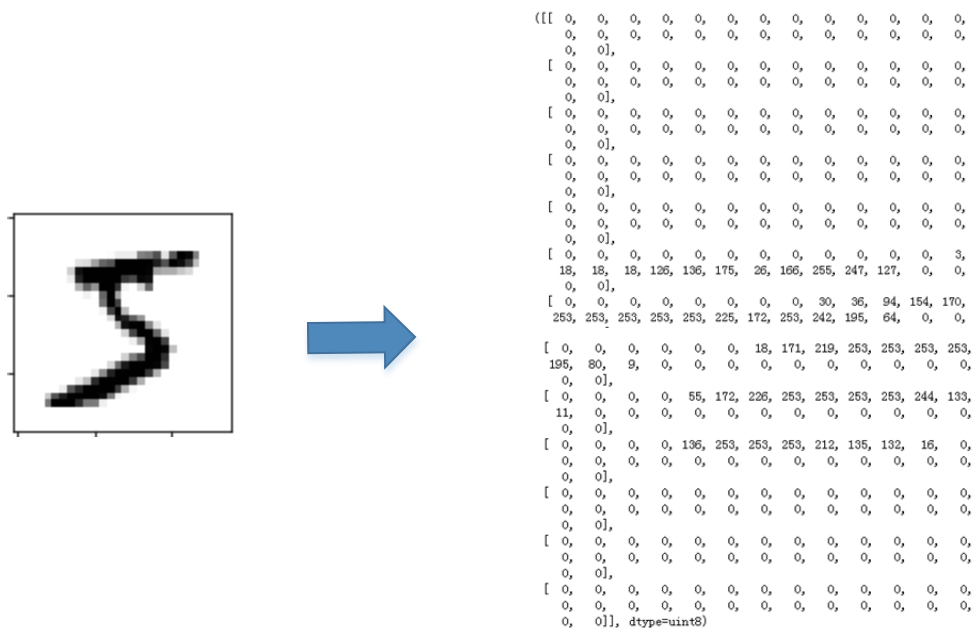 5
([[ 0, 0, 0, 0, 0, 0, 0, 0, 0, 0, 0, 0, 0,
0, 0, 0, 0, 0, 0, 0, 0, 0, 0, 0, 0, 0,
0, 0],
[ 0, 0, 0, 0, 0, 0, 0, 0, 0, 0, 0, 0, 0,
0, 0, 0, 0, 0, 0, 0, 0, 0, 0, 0, 0, 0,
0, 0],
[ 0, 0, 0, 0, 0, 0, 0, 0, 0, 0, 0, 0, 0,
0, 0, 0, 0, 0, 0, 0, 0, 0, 0, 0, 0, 0,
0, 0],
[ 0, 0, 0, 0, 0, 0, 0, 0, 0, 0, 0, 0, 0,
0, 0, 0, 0, 0, 0, 0, 0, 0, 0, 0, 0, 0,
0, 0],
[ 0, 0, 0, 0, 0, 0, 0, 0, 0, 0, 0, 0, 0,
0, 0, 0, 0, 0, 0, 0, 0, 0, 0, 0, 0, 0,
0, 0],
[ 0, 0, 0, 0, 0, 0, 0, 0, 0, 0, 0, 0, 3,
18, 18, 18, 126, 136, 175, 26, 166, 255, 247, 127, 0, 0,
0, 0],
[ 0, 0, 0, 0, 0, 0, 0, 0, 30, 36, 94, 154, 170,
253, 253, 253, 253, 253, 225, 172, 253, 242, 195, 64, 0, 0,
[ 0, 0, 0, 0, 0, 0, 18, 171, 219, 253, 253, 253, 253,
195, 80, 9, 0, 0, 0, 0, 0, 0, 0, 0, 0, 0,
0, 0],
[ 0, 0, 0, 0, 55, 172, 226, 253, 253, 253, 253, 244, 133,
11, 0, 0, 0, 0, 0, 0, 0, 0, 0, 0, 0, 0,
0, 0],
[ 0, 0, 0, 0, 136, 253, 253, 253, 212, 135, 132, 16, 0,
0, 0, 0, 0, 0, 0, 0, 0, 0, 0, 0, 0, 0,
0, 0],
[ 0, 0, 0, 0, 0, 0, 0, 0, 0, 0, 0, 0, 0,
0, 0, 0, 0, 0, 0, 0, 0, 0, 0, 0, 0, 0,
0, 0],
[ 0, 0, 0, 0, 0, 0, 0, 0, 0, 0, 0, 0, 0,
0, 0, 0, 0, 0, 0, 0, 0, 0, 0, 0, 0, 0,
0, 0],
[ 0, 0, 0, 0, 0, 0, 0, 0, 0, 0, 0, 0, 0,
0, 0, 0, 0, 0, 0, 0, 0, 0, 0, 0, 0, 0,
0, 0]], dtype=uint8)